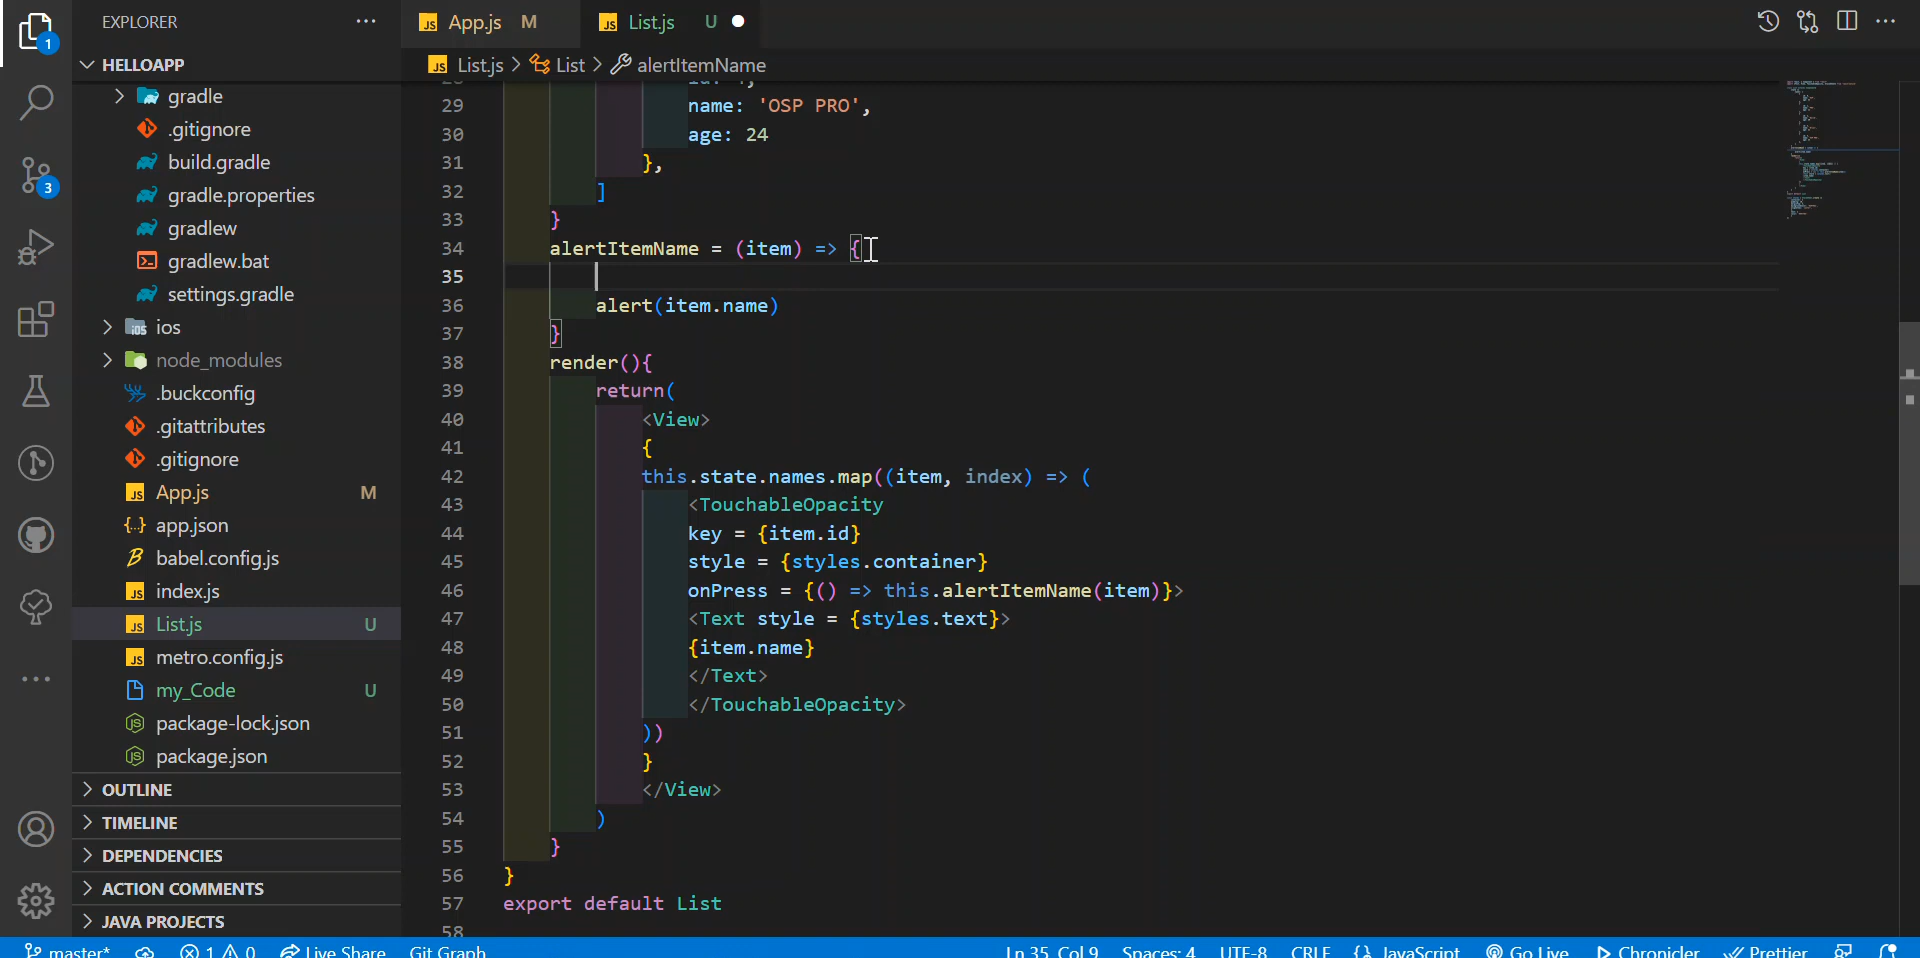 EXPLORER
HELLOAPP
gradle
.gitignore
build.gradle
gradle.properties
gradlew
gradlew.bat
settings.gradle
ios
node_modules
.buckconfig
.gitattributes
.gitignore
App.js M
app.json
babel.config.js
index.js
List.js U
metro.config.js
my_Code U
package-lock.json
package.json
OUTLINE
TIMELINE
DEPENDENCIES
ACTION COMMENTS
JAVA PROJECTS
1
3
App.js M
List.js U
List.js > List > alertItemName
29 name: 'OSP PRO',
30 age: 24
31 },
32 ]
33 }
34 alertItemName = (item) => {
35
36 alert(item.name)
37 }
38 render(){
39 return(
40 <View>
41 {
42 this.state.names.map((item, index) => (
43 <TouchableOpacity
44 key = {item.id}
45 style = {styles.container}
46 onPress = {() => this.alertItemName(item)}>
47 <Text style = {styles.text}>
48 {item.name}
49 </Text>
50 </TouchableOpacity>
51 ))
52 }
53 </View>
54 )
55 }
56 }
57 export default List
58
master* 1 0 Live Share Git Graph Ln 35, Col 9 Spaces: 4 UTF-8 CRLF {} JavaScript Go Live Chronicler Prettier